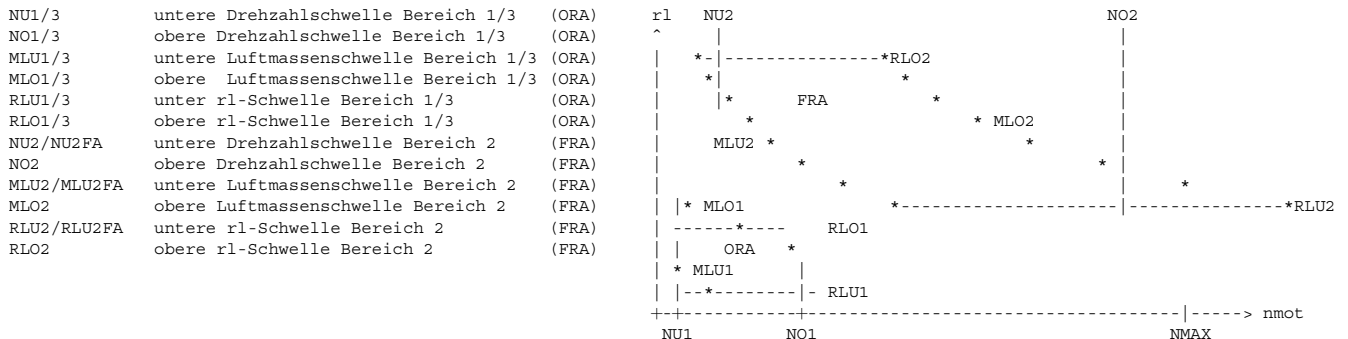 NU1/3      untere Drehzahlschwelle Bereich 1/3    (ORA)      rl   NU2                                              NO2
NO1/3      obere Drehzahlschwelle Bereich 1/3     (ORA)      ^       |                                                |
MLU1/3     untere Luftmassenschwelle Bereich 1/3 (ORA)      |    *-|-------------------*RLO2                         |
MLO1/3     obere  Luftmassenschwelle Bereich 1/3 (ORA)      |      *|                       *                        |
RLU1/3     unter rl-Schwelle Bereich 1/3          (ORA)      |       |*        FRA               *                    |
RLO1/3     obere rl-Schwelle Bereich 1/3          (ORA)      |           *                          * MLO2            |
NU2/NU2FA  untere Drehzahlschwelle Bereich 2      (FRA)      |      MLU2 *                              *          |
NO2        obere Drehzahlschwelle Bereich 2       (FRA)      |                 *                                   * |
MLU2/MLU2FA untere Luftmassenschwelle Bereich 2   (FRA)      |                      *                                 |      *
MLO2       obere Luftmassenschwelle Bereich 2     (FRA)      | |* MLO1                  *--------------------------|-------------------*RLU2
RLU2/RLU2FA untere rl-Schwelle Bereich 2          (FRA)      | ------*----     RLO1
RLO2       obere rl-Schwelle Bereich 2            (FRA)      | |     ORA   *
| * MLU1        |
| |--*--------|- RLU1
+-+-----------+----------------------------------------------|-----> nmot
NU1           NO1                                           NMAX